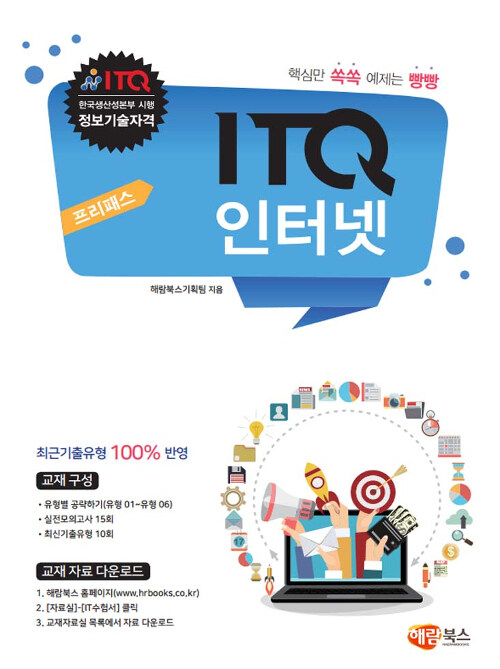 ITQ
한국생산성본부 시행
정보기술자격
핵심만 쏙쏙 예제는 빵빵
프리패스
ITQ
인터넷
해람북스기획팀 지음
최근기출유형 100% 반영
교재 구성
• 유형별 공략하기(유형 01~유형 06)
• 실전모의고사 15회
• 최신기출유형 10회
교재 자료 다운로드
1. 해람북스 홈페이지(www.hrbooks.co.kr)
2. [자료실]-[IT수험서] 클릭
3. 교재자료실 목록에서 자료 다운로드
해람북스